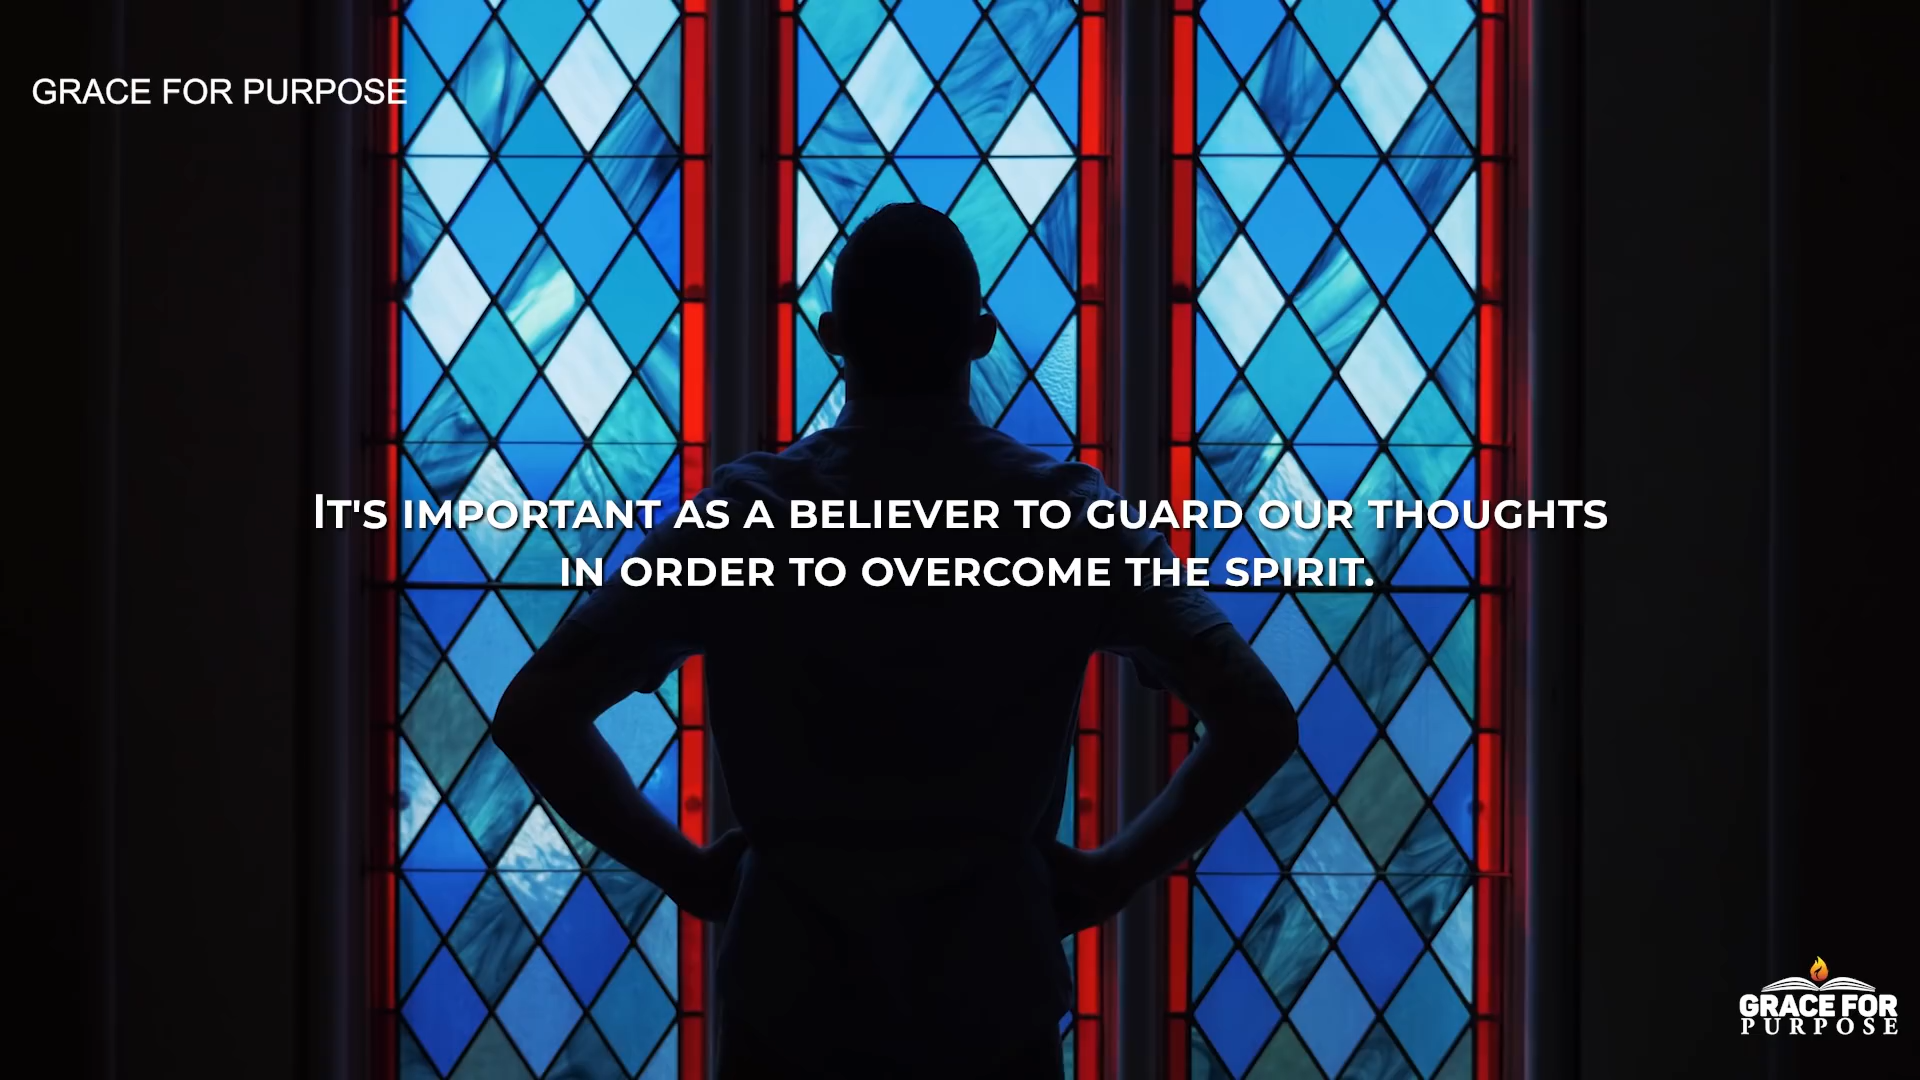 GRACE FOR PURPOSE
It's important as a believer to guard our thoughts
in order to overcome the spirit.
GRACE FOR
PURPOSE